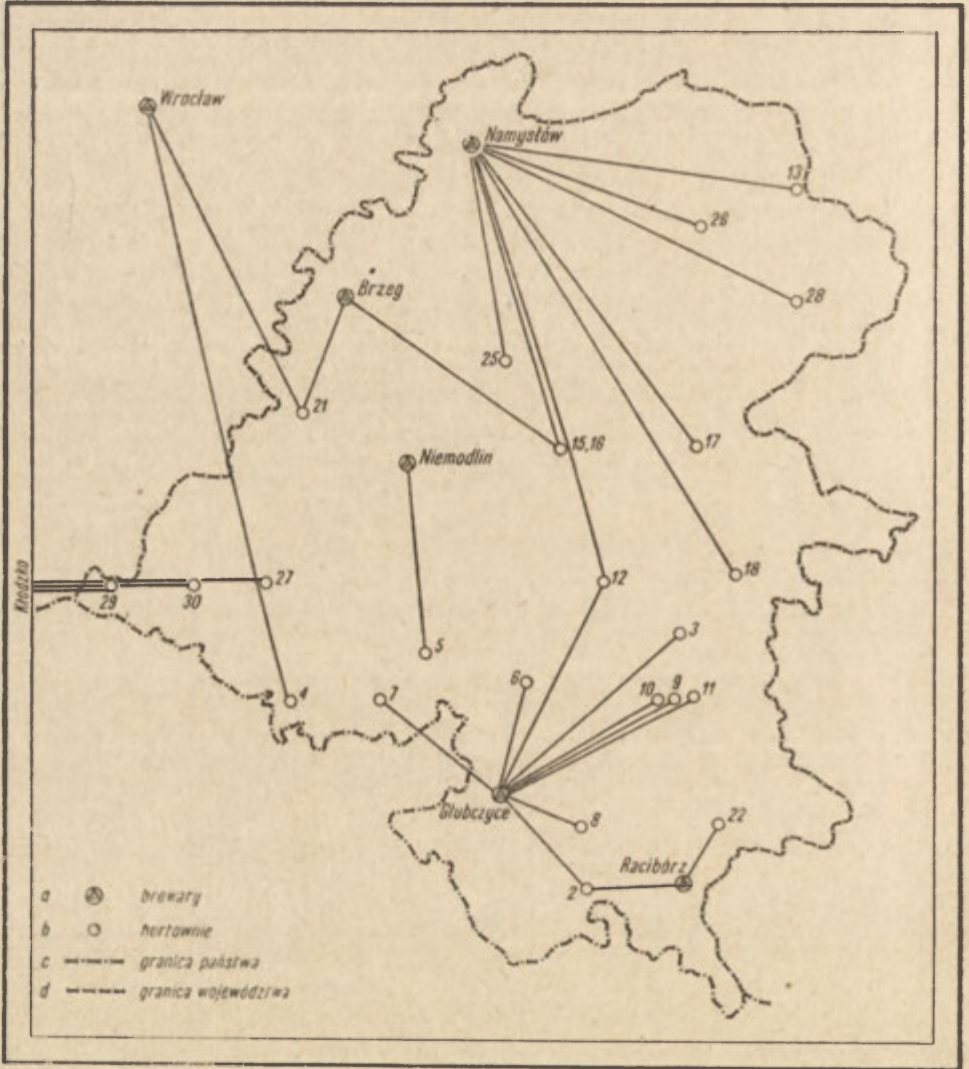 Wrocław
Namysłów
13
26
Brzeg
28
25
21
15,16
17
Niemodlin
Kłodzko
29
30
27
12
18
5
3
4
7
6
10
9
11
Głubczyce
8
22
Racibórz
2
a browary
b hurtownie
c granica państwa
d granica województwa